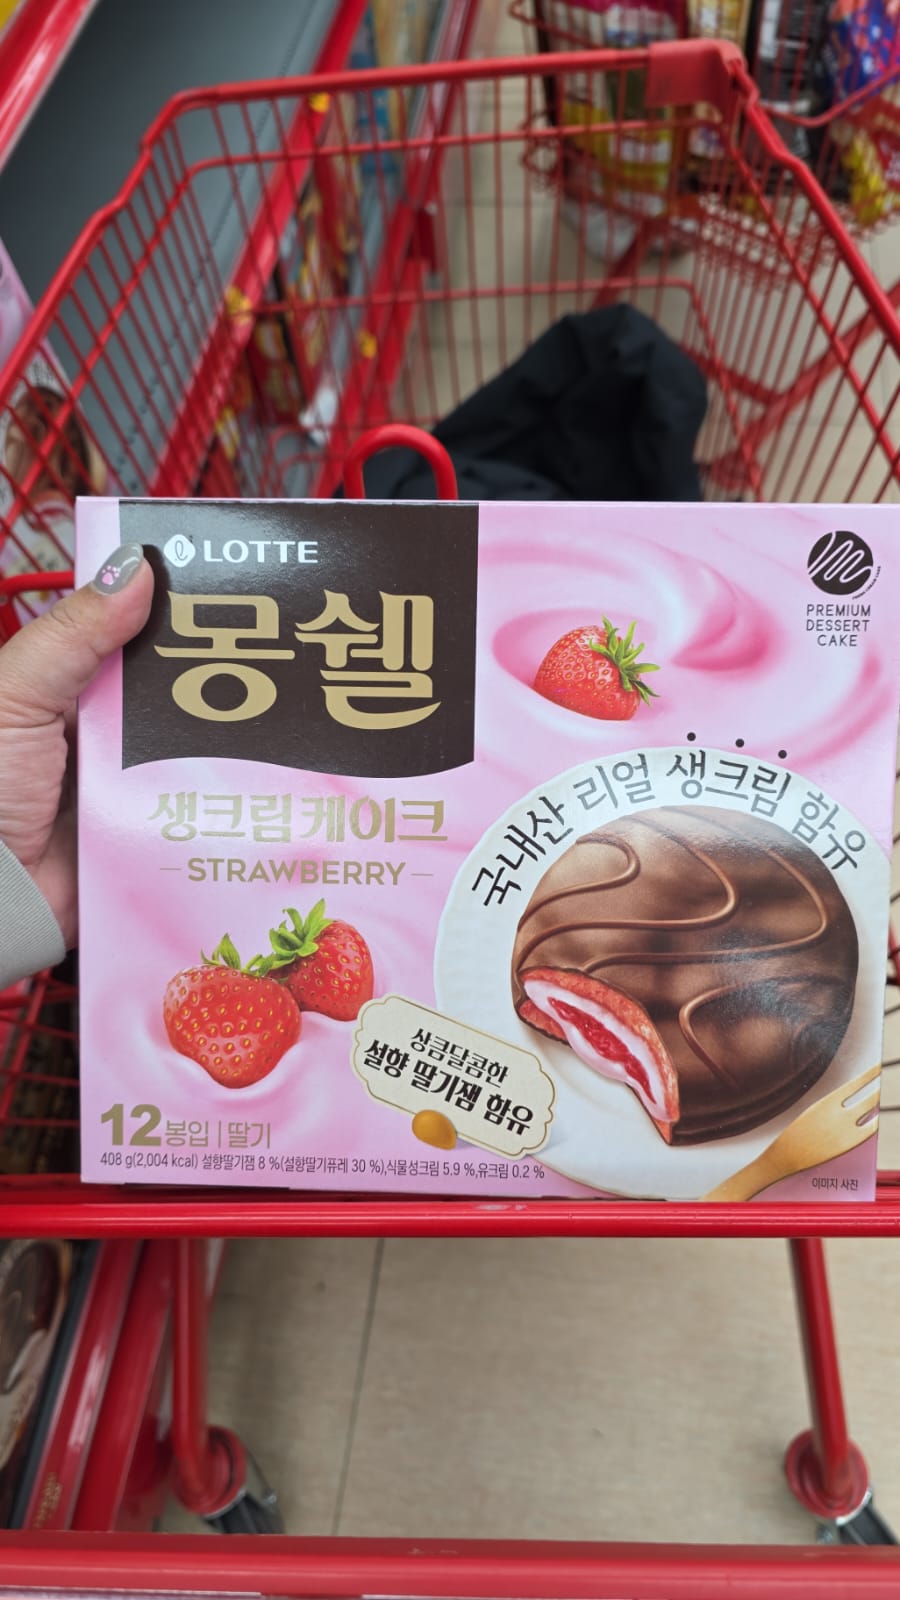 LOTTE
몽쉘
생크림케이크
STRAWBERRY
PREMIUM
DESSERT
CAKE
국내산 리얼 생크림 함유
상큼달콤한
설향 딸기잼 함유
12봉입 | 딸기
408 g(2,004 kcal) 설향딸기잼 8 %(설향딸기퓨레 30 %),식물성크림 5.9 %,유크림 0.2 %
이미지 사진